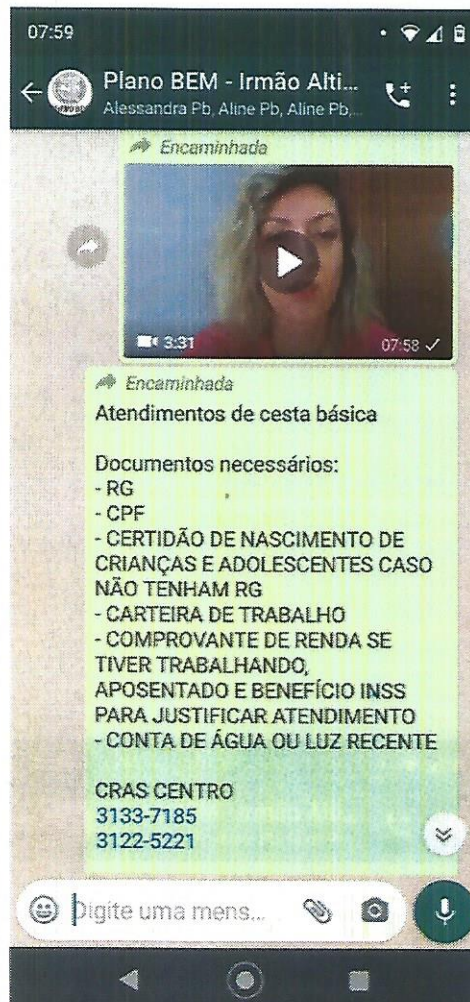 07:59
Plano BEM - Irmão Alti...
Alessandra Pb, Aline Pb, Aline Pb,...
Encaminhada
3:31
07:58
Encaminhada
Atendimentos de cesta básica
Documentos necessários:
- RG
- CPF
- CERTIDÃO DE NASCIMENTO DE
CRIANÇAS E ADOLESCENTES CASO
NÃO TENHAM RG
- CARTEIRA DE TRABALHO
- COMPROVANTE DE RENDA SE
TIVER TRABALHANDO,
APOSENTADO E BENEFÍCIO INSS
PARA JUSTIFICAR ATENDIMENTO
- CONTA DE ÁGUA OU LUZ RECENTE
CRAS CENTRO
3133-7185
3122-5221
Digite uma mens...